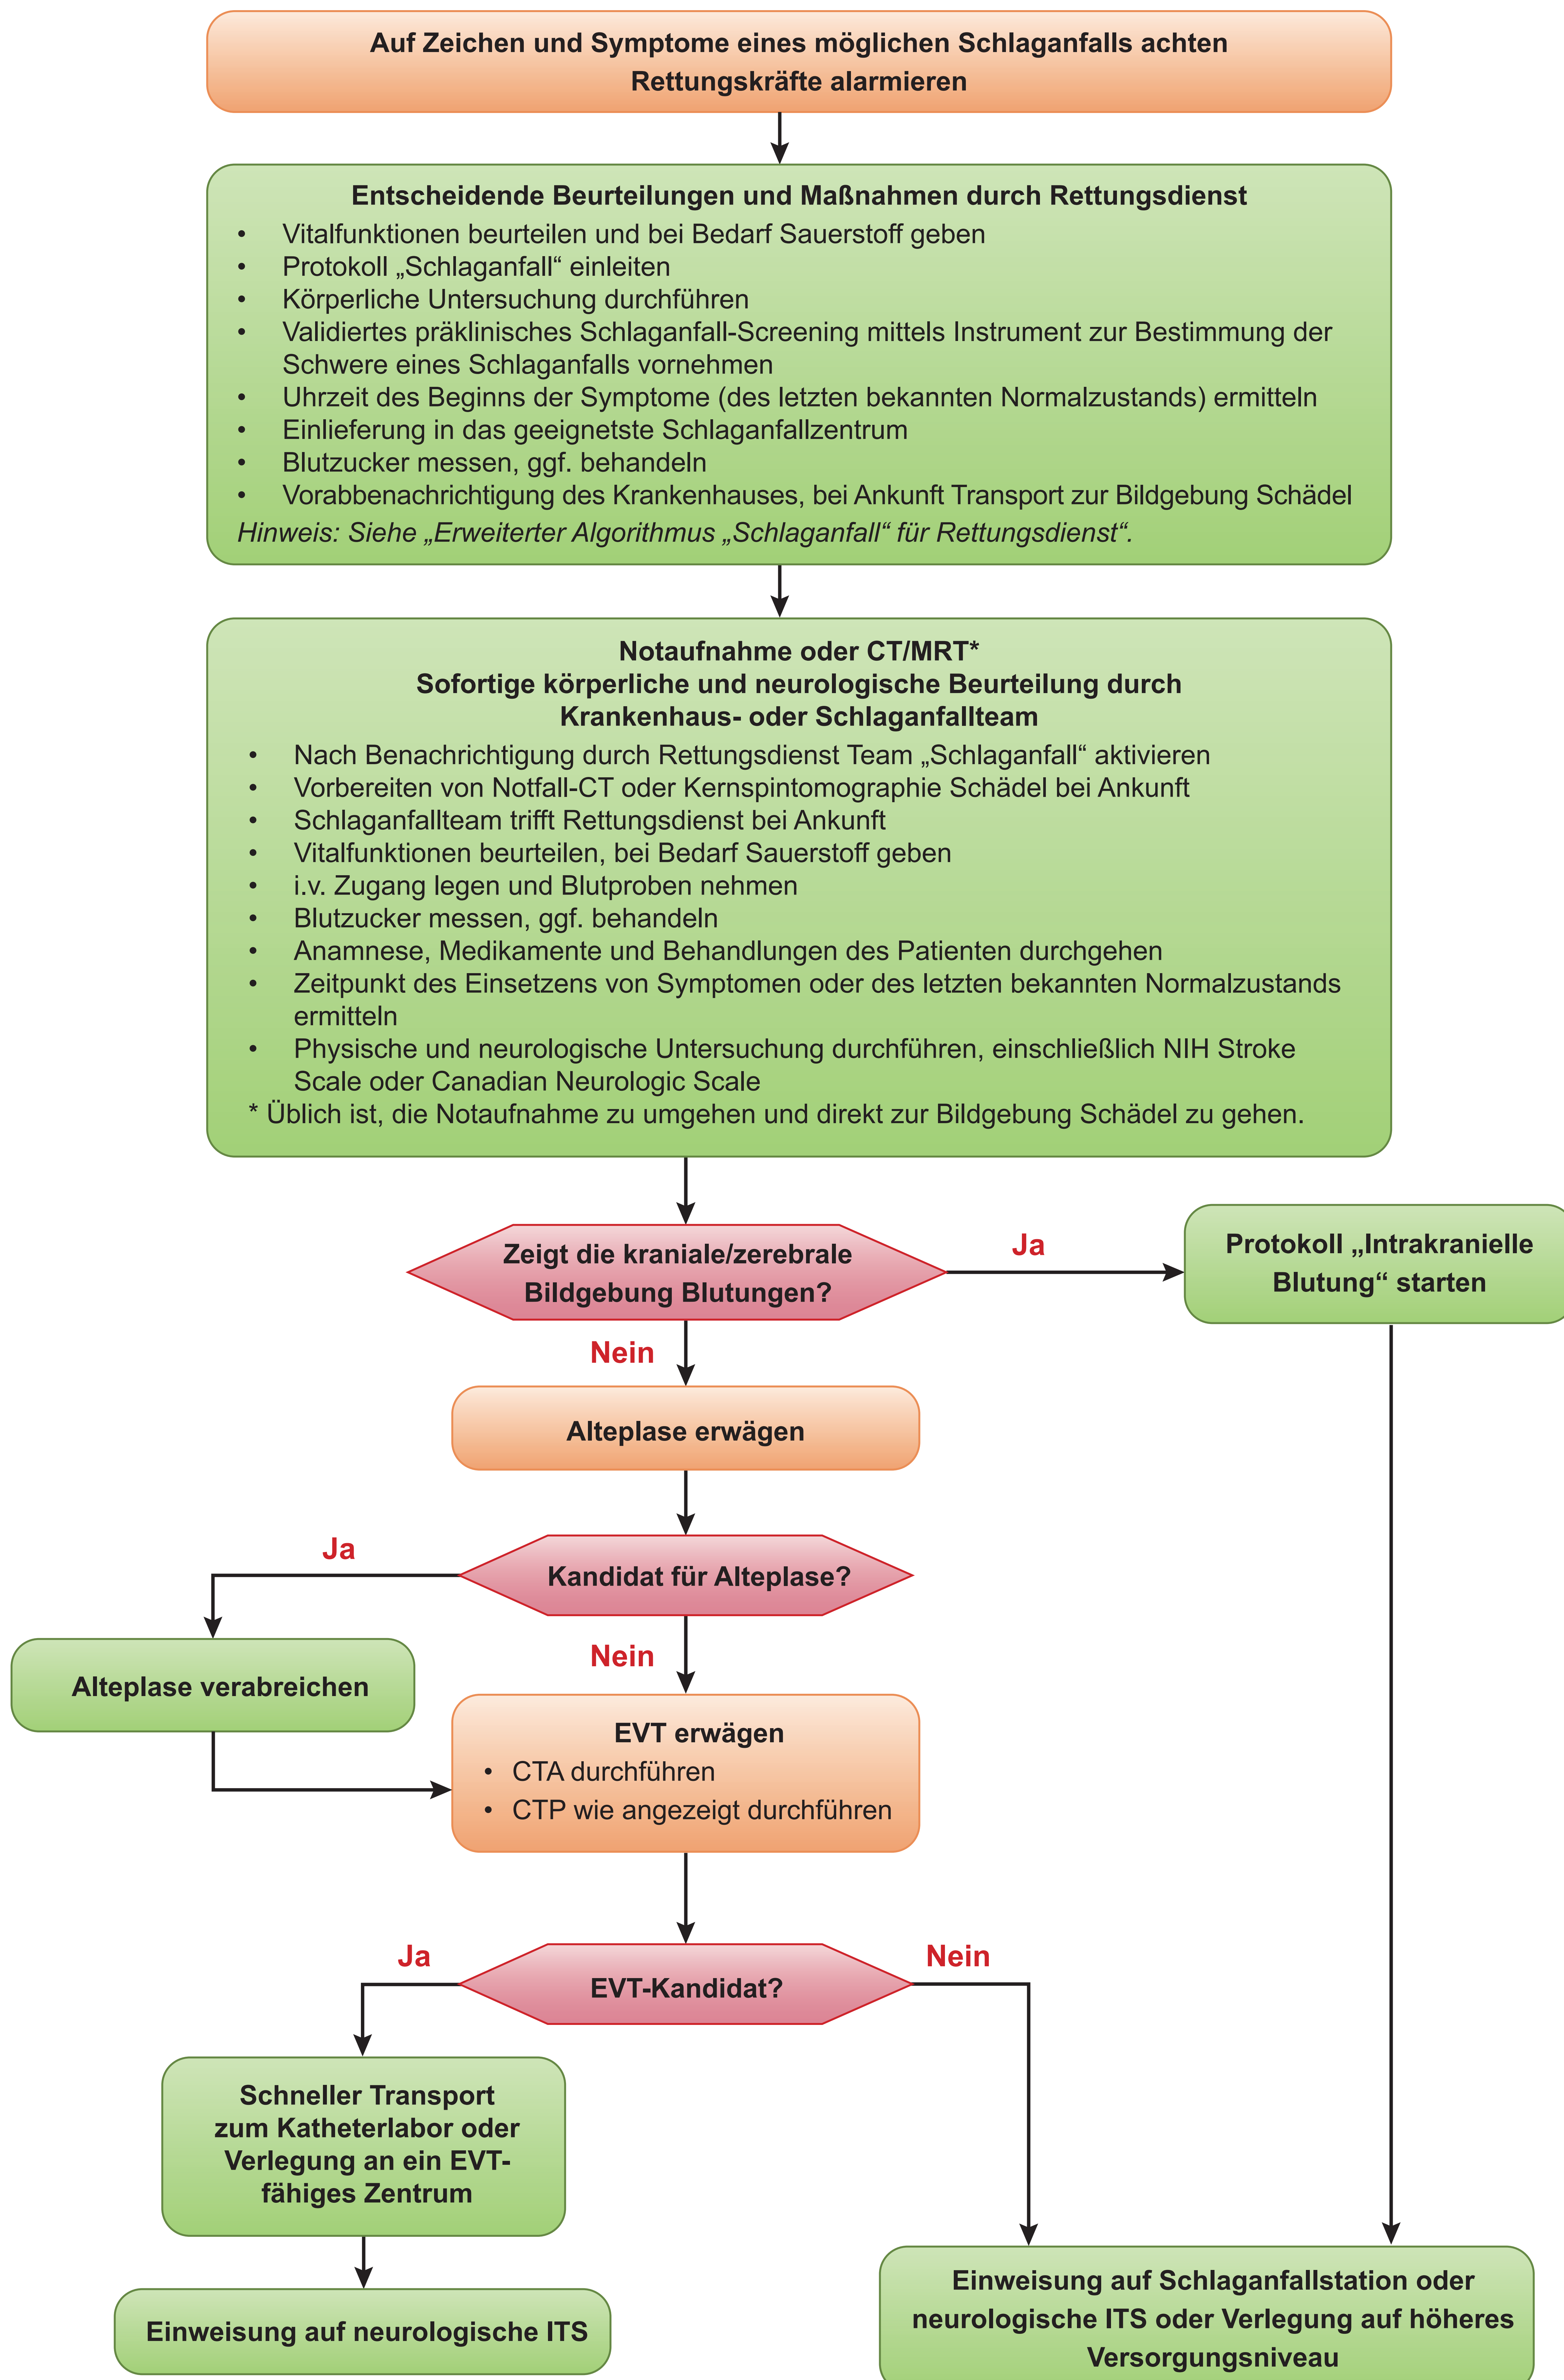 Auf Zeichen und Symptome eines möglichen Schlaganfalls achten
Rettungskräfte alarmieren
Entscheidende Beurteilungen und Maßnahmen durch Rettungsdienst
• Vitalfunktionen beurteilen und bei Bedarf Sauerstoff geben
• Protokoll „Schlaganfall“ einleiten
• Körperliche Untersuchung durchführen
• Validiertes präklinisches Schlaganfall-Screening mittels Instrument zur Bestimmung der
Schwere eines Schlaganfalls vornehmen
• Uhrzeit des Beginns der Symptome (des letzten bekannten Normalzustands) ermitteln
• Einlieferung in das geeignetste Schlaganfallzentrum
• Blutzucker messen, ggf. behandeln
• Vorabbenachrichtigung des Krankenhauses, bei Ankunft Transport zur Bildgebung Schädel
Hinweis: Siehe „Erweiterter Algorithmus „Schlaganfall“ für Rettungsdienst“.
Notaufnahme oder CT/MRT*
Sofortige körperliche und neurologische Beurteilung durch
Krankenhaus- oder Schlaganfallteam
• Nach Benachrichtigung durch Rettungsdienst Team „Schlaganfall“ aktivieren
• Vorbereiten von Notfall-CT oder Kernspintomographie Schädel bei Ankunft
• Schlaganfallteam trifft Rettungsdienst bei Ankunft
• Vitalfunktionen beurteilen, bei Bedarf Sauerstoff geben
• i.v. Zugang legen und Blutproben nehmen
• Blutzucker messen, ggf. behandeln
• Anamnese, Medikamente und Behandlungen des Patienten durchgehen
• Zeitpunkt des Einsetzens von Symptomen oder des letzten bekannten Normalzustands
ermitteln
• Physische und neurologische Untersuchung durchführen, einschließlich NIH Stroke
Scale oder Canadian Neurologic Scale
* Üblich ist, die Notaufnahme zu umgehen und direkt zur Bildgebung Schädel zu gehen.
Zeigt die kraniale/zerebrale
Bildgebung Blutungen?
Ja
Protokoll „Intrakranielle
Blutung“ starten
Nein
Alteplase erwägen
Kandidat für Alteplase?
Ja
Alteplase verabreichen
Nein
EVT erwägen
• CTA durchführen
• CTP wie angezeigt durchführen
EVT-Kandidat?
Ja
Nein
Schneller Transport
zum Katheterlabor oder
Verlegung an ein EVT-
fähiges Zentrum
Einweisung auf neurologische ITS
Einweisung auf Schlaganfallstation oder
neurologische ITS oder Verlegung auf höheres
Versorgungsniveau